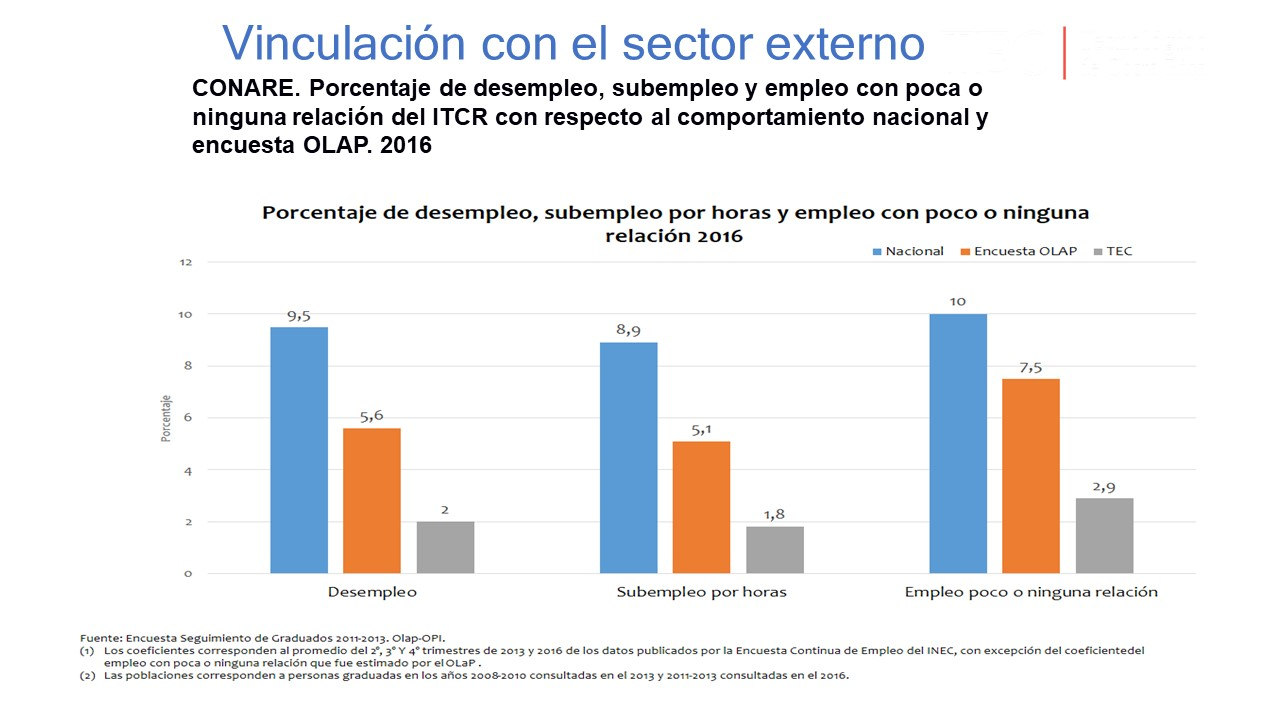 Vinculación con el sector externo
CONARE. Porcentaje de desempleo, subempleo y empleo con poca o
ninguna relación del ITCR con respecto al comportamiento nacional y
encuesta OLAP. 2016
Porcentaje de desempleo, subempleo por horas y empleo con poco o ninguna
relación 2016
Nacional Encuesta OLAP TEC
12
10
8
6
4
2
0
Porcentaje
9,5
5,6
2
8,9
5,1
1,8
10
7,5
2,9
Desempleo Subempleo por horas Empleo poco o ninguna relación
Fuente: Encuesta Seguimiento de Graduados 2011-2013. Olap-OPI.
(1) Los coeficientes corresponden al promedio del 2º, 3º Y 4º trimestres de 2013 y 2016 de los datos publicados por la Encuesta Continua de Empleo del INEC, con excepción del coeficientedel
empleo con poca o ninguna relación que fue estimado por el OLaP .
(2) Las poblaciones corresponden a personas graduadas en los años 2008-2010 consultadas en el 2013 y 2011-2013 consultadas en el 2016.